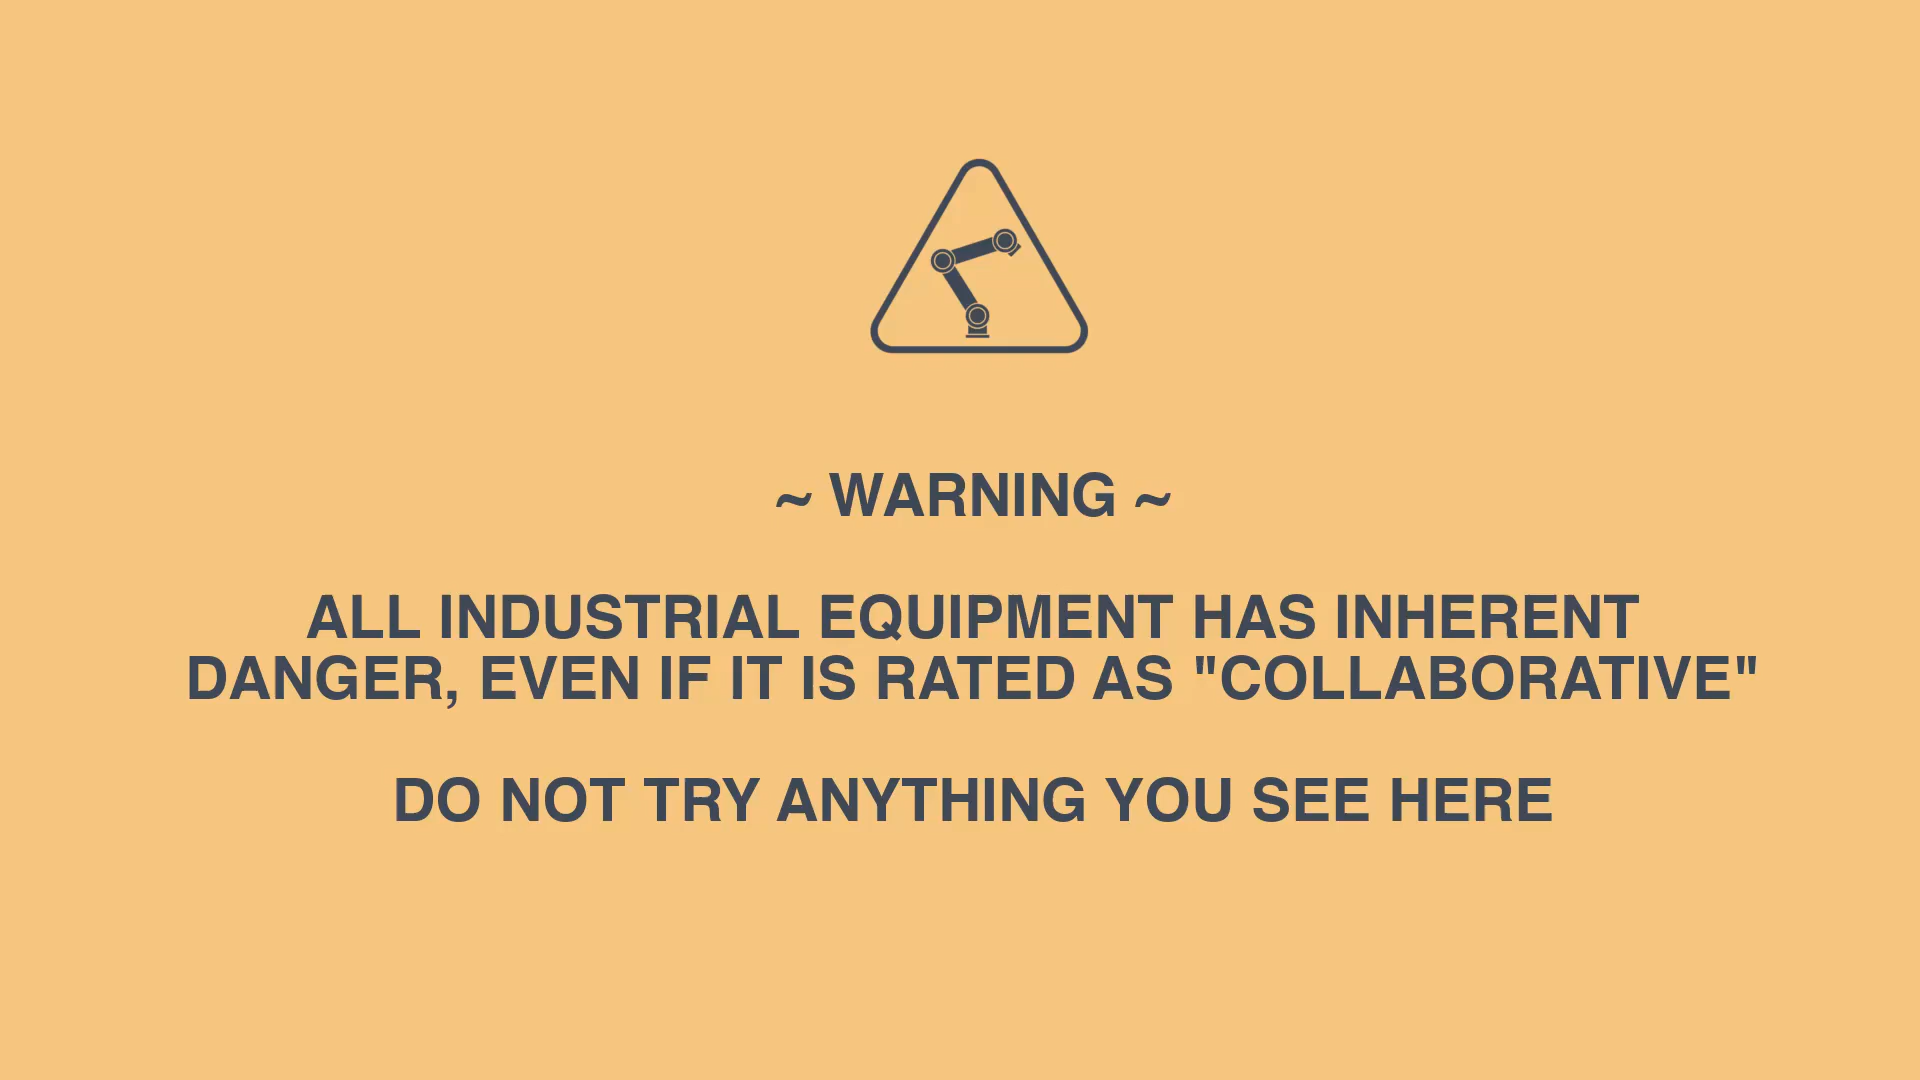 ~ WARNING ~
ALL INDUSTRIAL EQUIPMENT HAS INHERENT
DANGER, EVEN IF IT IS RATED AS "COLLABORATIVE"
DO NOT TRY ANYTHING YOU SEE HERE